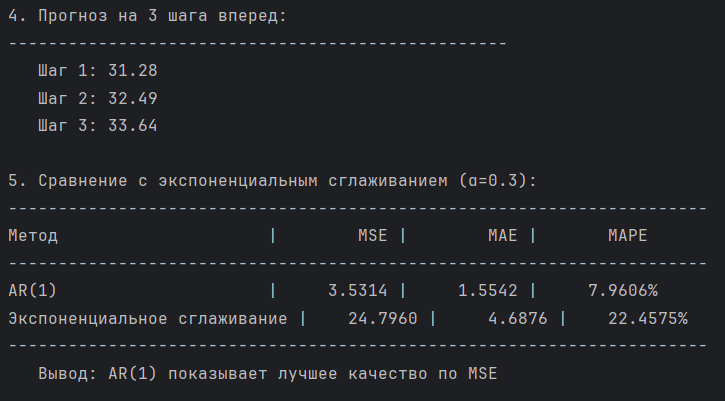 4. Прогноз на 3 шага вперед:
--------------------------------------------------
   Шаг 1: 31.28
   Шаг 2: 32.49
   Шаг 3: 33.64

5. Сравнение с экспоненциальным сглаживанием (α=0.3):
----------------------------------------------------------------------
Метод                     |        MSE |        MAE |       MAPE
----------------------------------------------------------------------
AR(1)                     |     3.5314 |     1.5542 |     7.9606%
Экспоненциальное сглаживание |    24.7960 |     4.6876 |    22.4575%
----------------------------------------------------------------------
   Вывод: AR(1) показывает лучшее качество по MSE